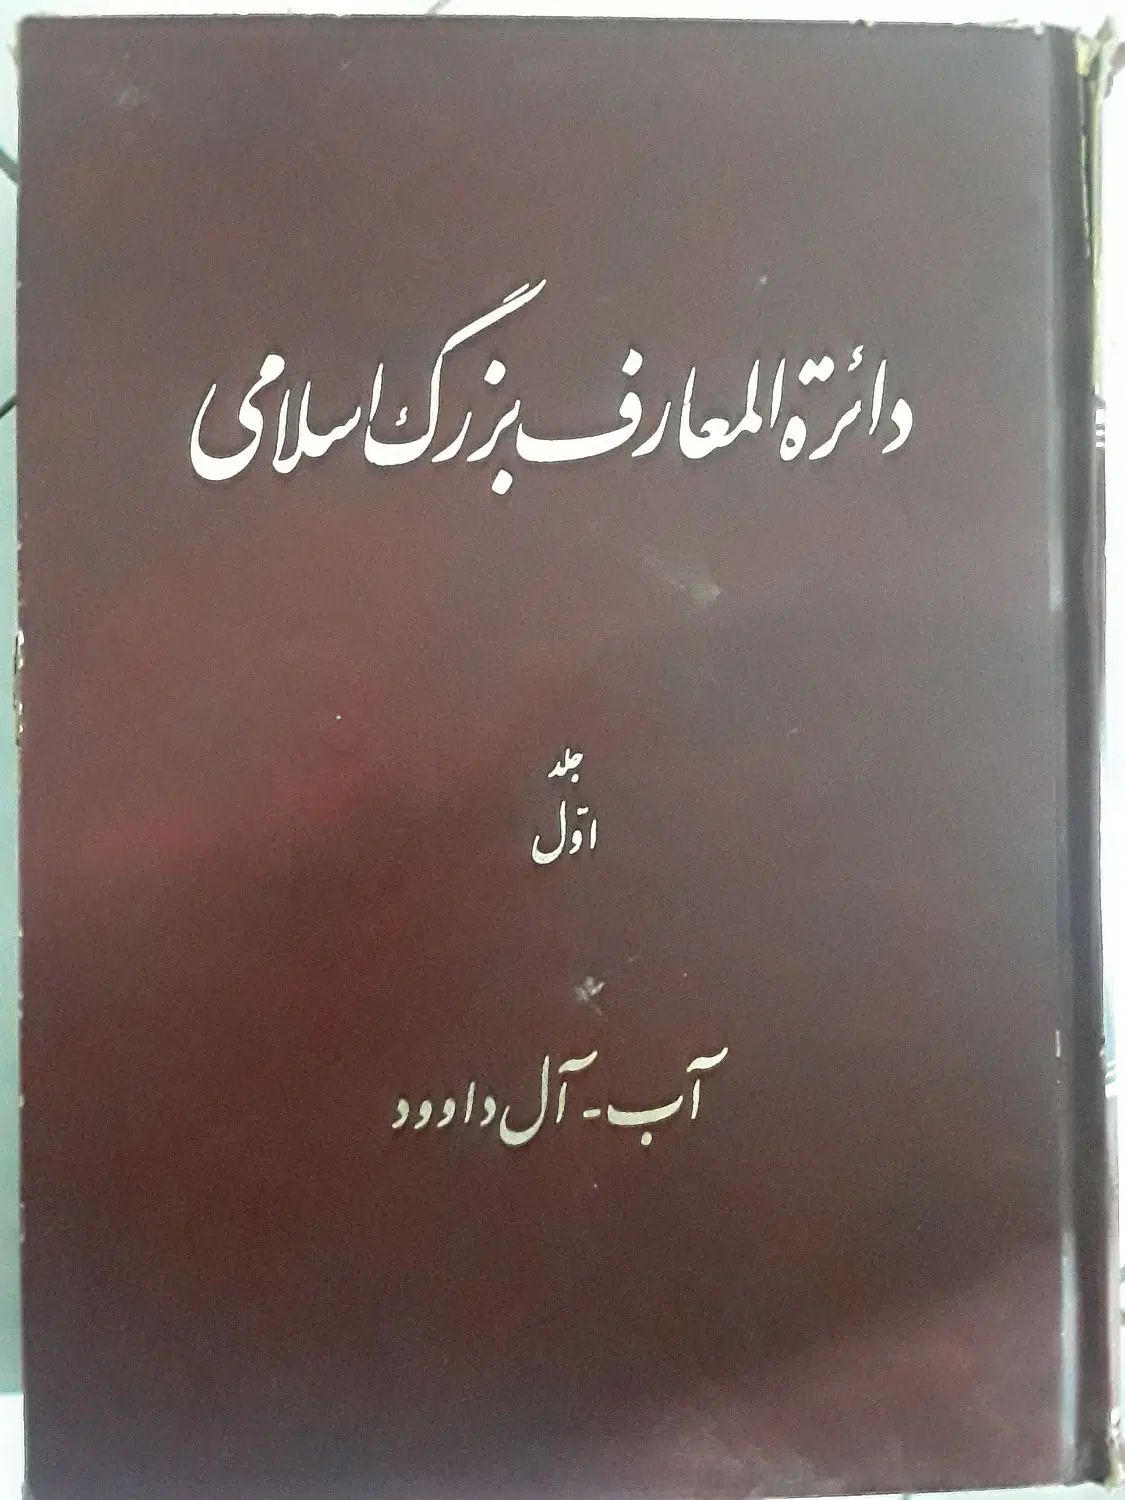 دائرة المعارف بزرگ اسلامی
جلد
اوّل
آب - آل داوود